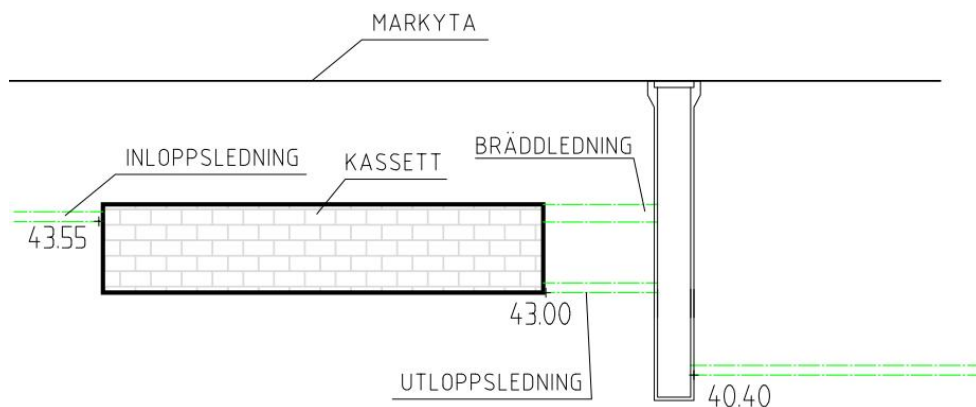 MARKYTA
INLOPPSLEDNING
KASSETT
BRÄDDLEDNING
43.55
43.00
UTLOPPSLEDNING
40.40